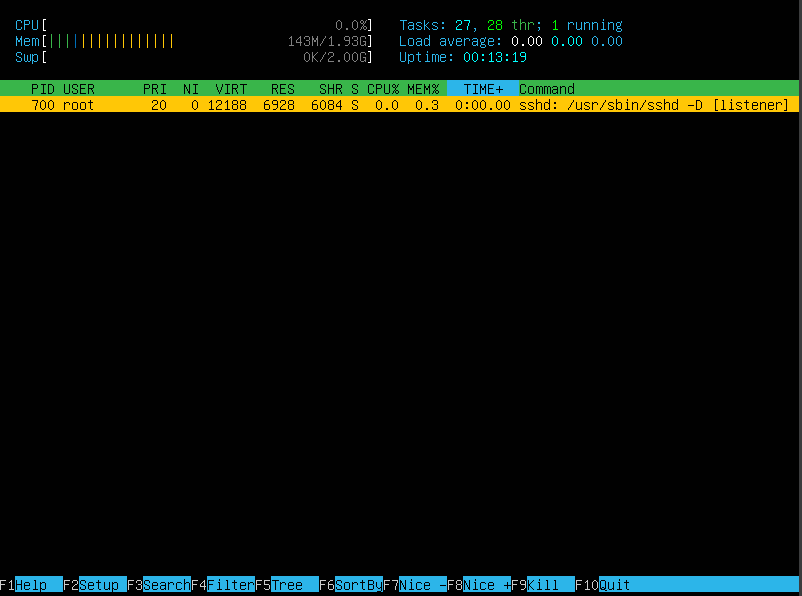 CPU[ 0.0%] Tasks: 27, 28 thr; 1 running
Mem[|||||||||||||||| 143M/1.93G] Load average: 0.00 0.00 0.00
Swp[ 0K/2.00G] Uptime: 00:13:19
PID USER PRI NI VIRT RES SHR S CPU% MEM% TIME+ Command
700 root 20 0 12188 6928 6084 S 0.0 0.3 0:00.00 sshd: /usr/sbin/sshd -D [listener]
F1Help F2Setup F3SearchF4FilterF5Tree F6SortByF7Nice -F8Nice +F9Kill F10Quit